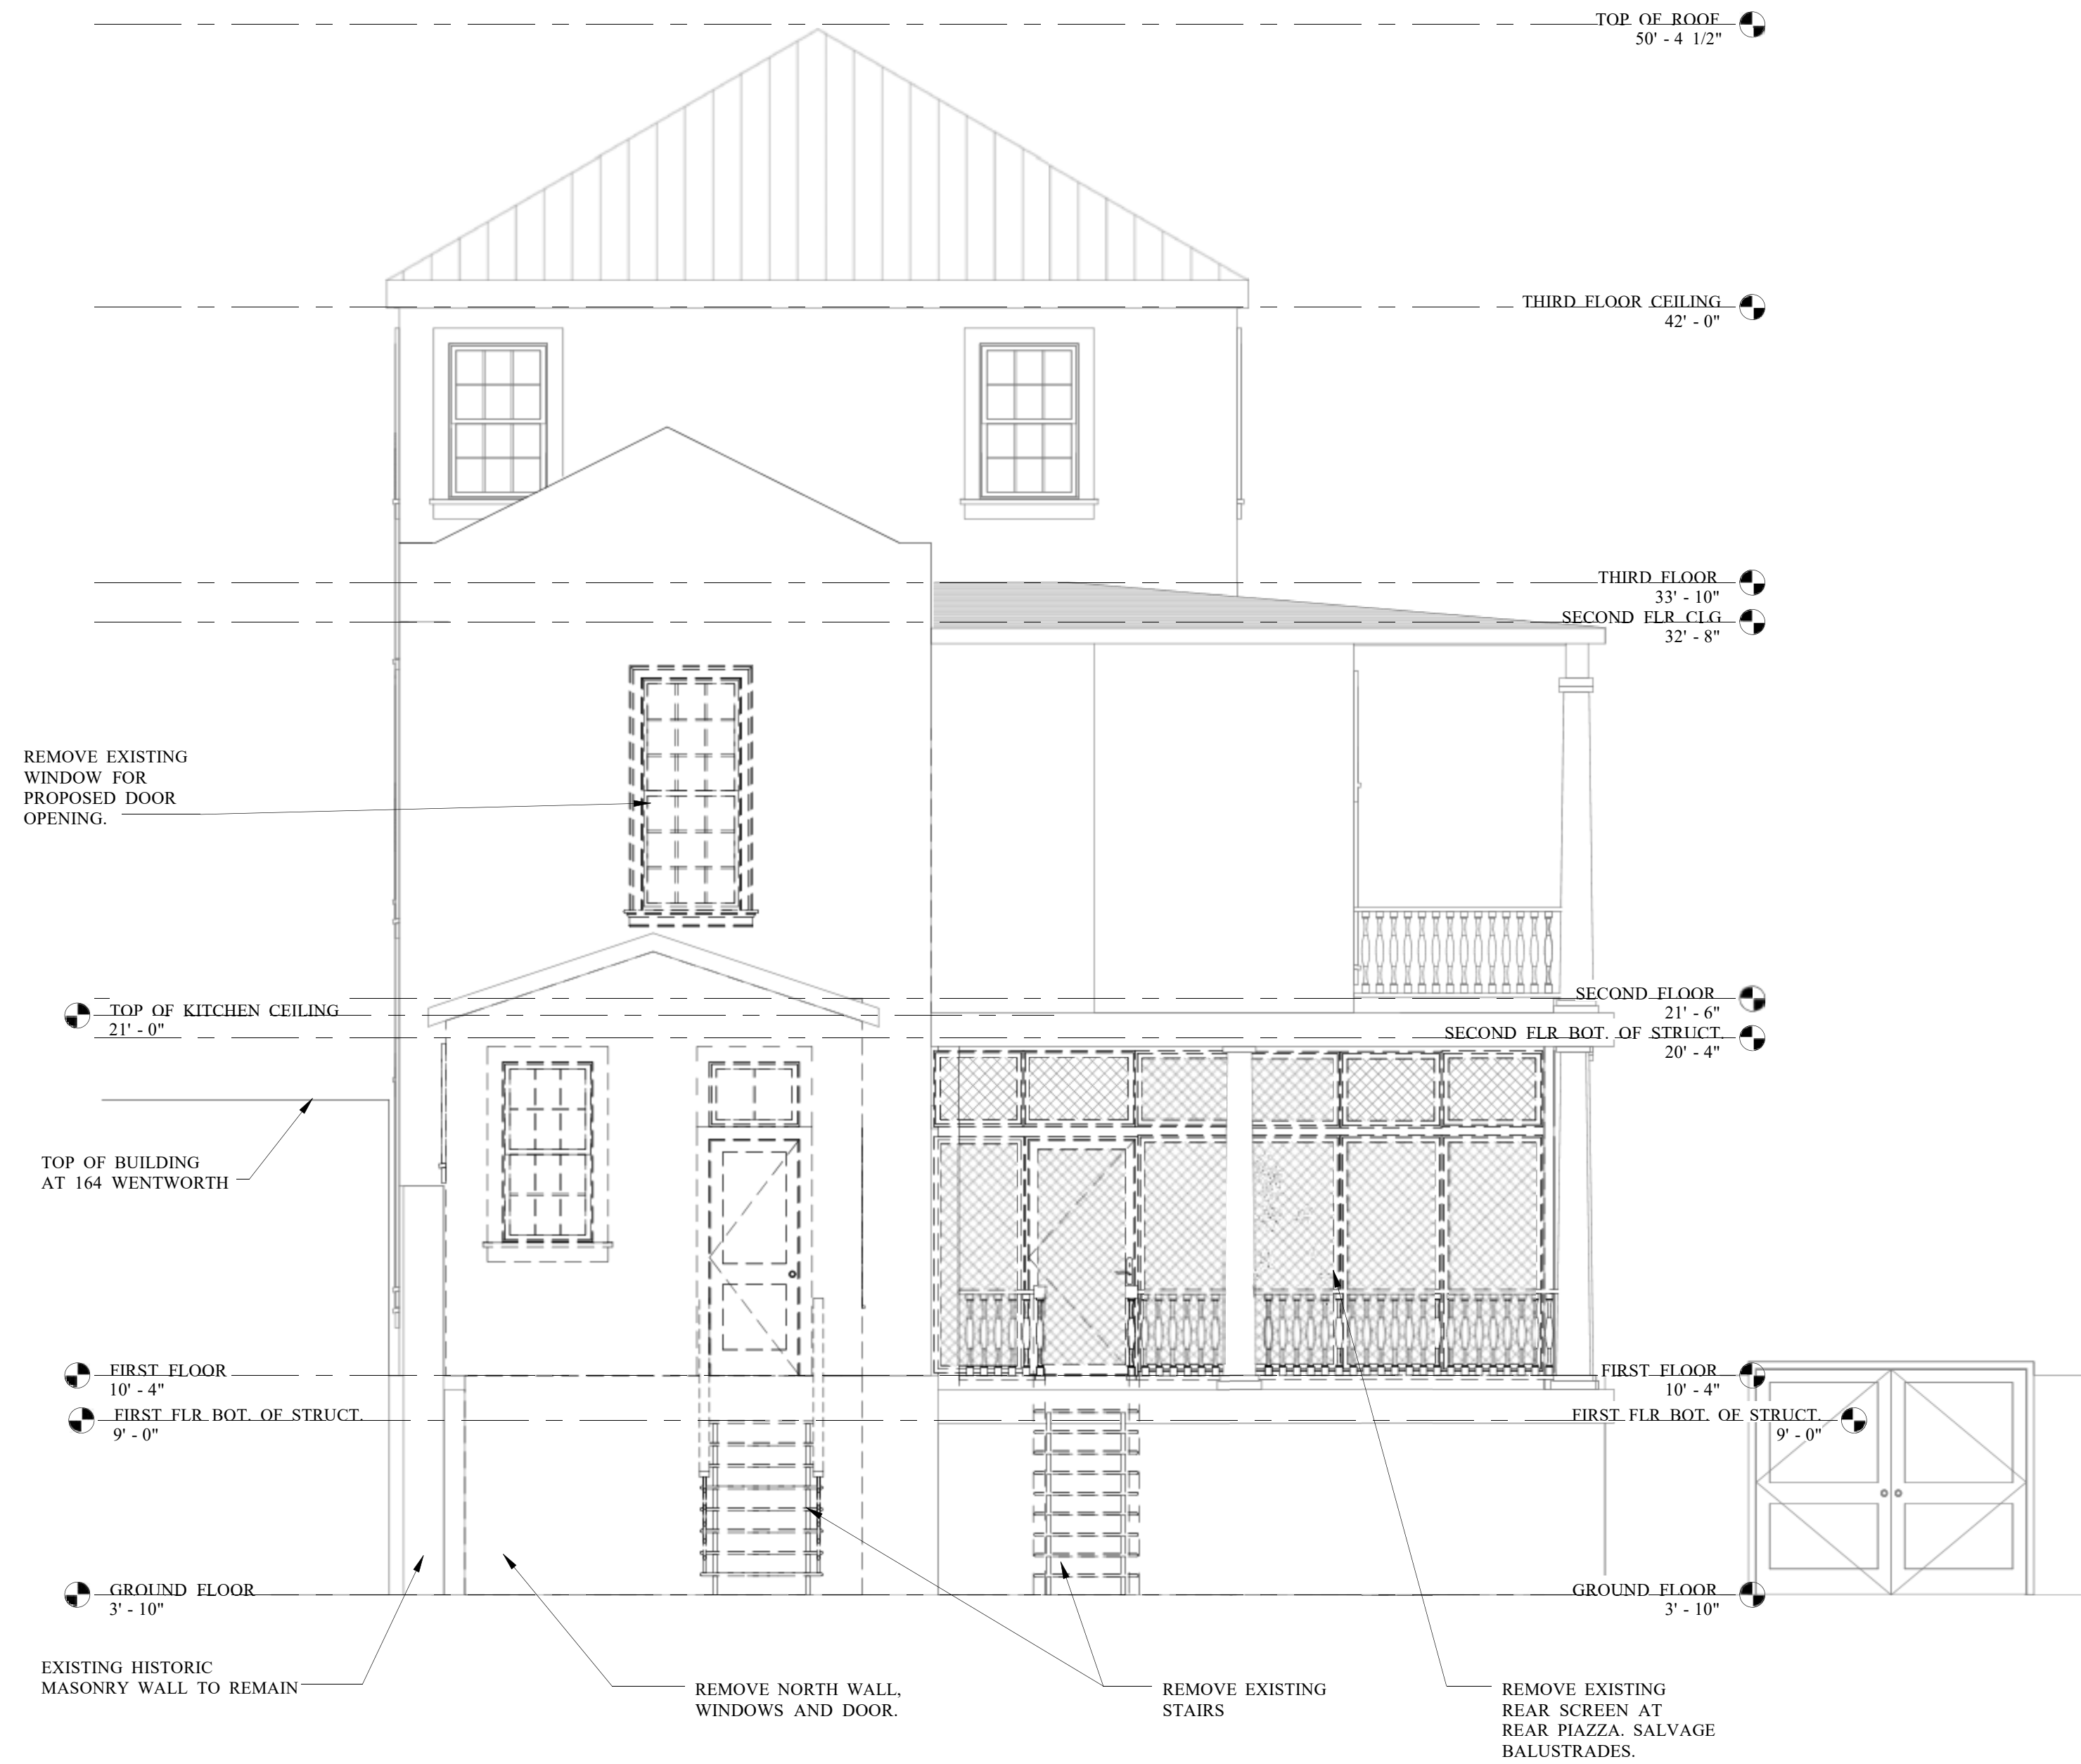 TOP OF ROOF
50' - 4 1/2"
THIRD FLOOR CEILING
42' - 0"
THIRD FLOOR
33' - 10"
SECOND FLR CLG
32' - 8"
REMOVE EXISTING
WINDOW FOR
PROPOSED DOOR
OPENING.
TOP OF KITCHEN CEILING
21' - 0"
SECOND FLOOR
21' - 6"
SECOND FLR BOT. OF STRUCT.
20' - 4"
TOP OF BUILDING
AT 164 WENTWORTH
FIRST FLOOR
10' - 4"
FIRST FLR BOT. OF STRUCT.
9' - 0"
FIRST FLOOR
10' - 4"
FIRST FLR BOT. OF STRUCT.
9' - 0"
GROUND FLOOR
3' - 10"
GROUND FLOOR
3' - 10"
EXISTING HISTORIC
MASONRY WALL TO REMAIN
REMOVE NORTH WALL,
WINDOWS AND DOOR.
REMOVE EXISTING
STAIRS
REMOVE EXISTING
REAR SCREEN AT
REAR PIAZZA. SALVAGE
BALUSTRADES.